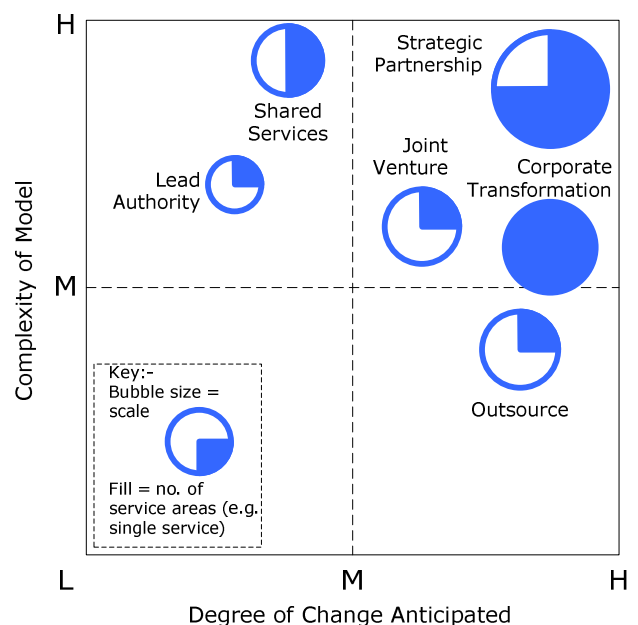 H
Strategic
Partnership
Shared
Services
Joint
Venture
Corporate
Transformation
Lead
Authority
Complexity of Model
M
Outsource
Key:-
Bubble size =
scale
Fill = no. of
service areas (e.g.
single service)
L
M
H
Degree of Change Anticipated